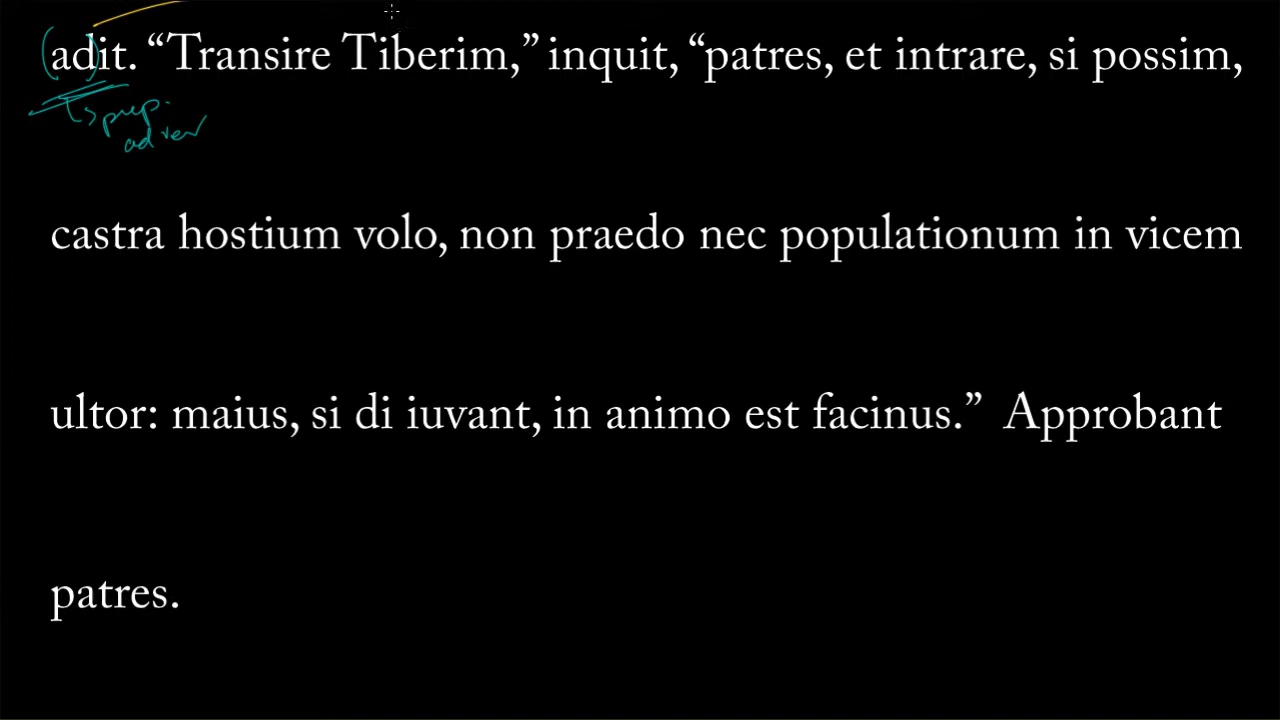 adit. “Transire Tiberim,” inquit, “patres, et intrare, si possim,
prep.
castra hostium volo, non praedo nec populationum in vicem
ultor: maius, si di iuvant, in animo est facinus.” Approbant
patres.